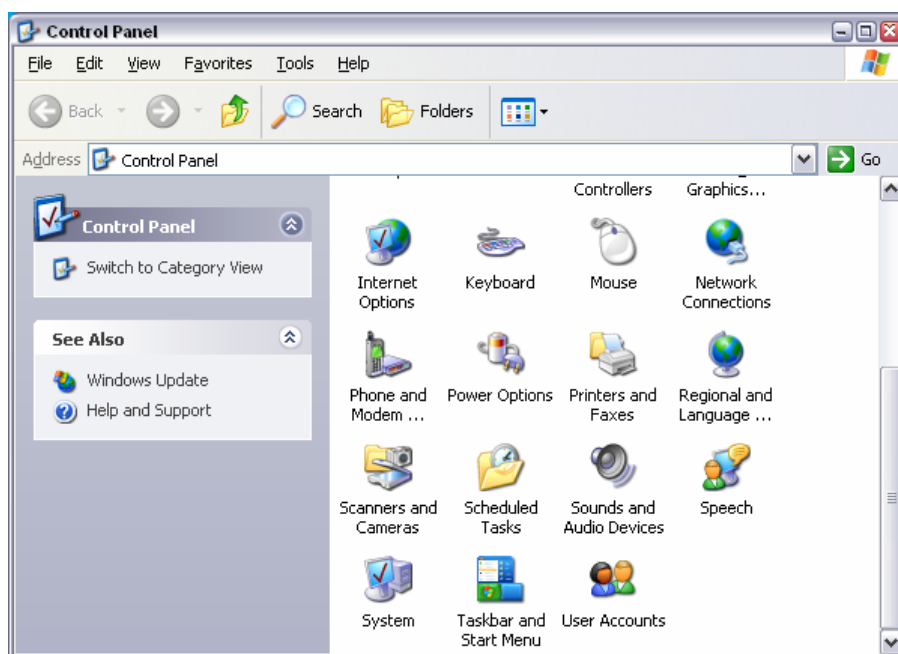 Control Panel
File Edit View Favorites Tools Help
Back Search Folders
Address Control Panel Go
Control Panel
Switch to Category View
See Also
Windows Update
Help and Support
Controllers Graphics...
Internet Options Keyboard Mouse Network Connections
Phone and Modem ... Power Options Printers and Faxes Regional and Language ...
Scanners and Cameras Scheduled Tasks Sounds and Audio Devices Speech
System Taskbar and Start Menu User Accounts